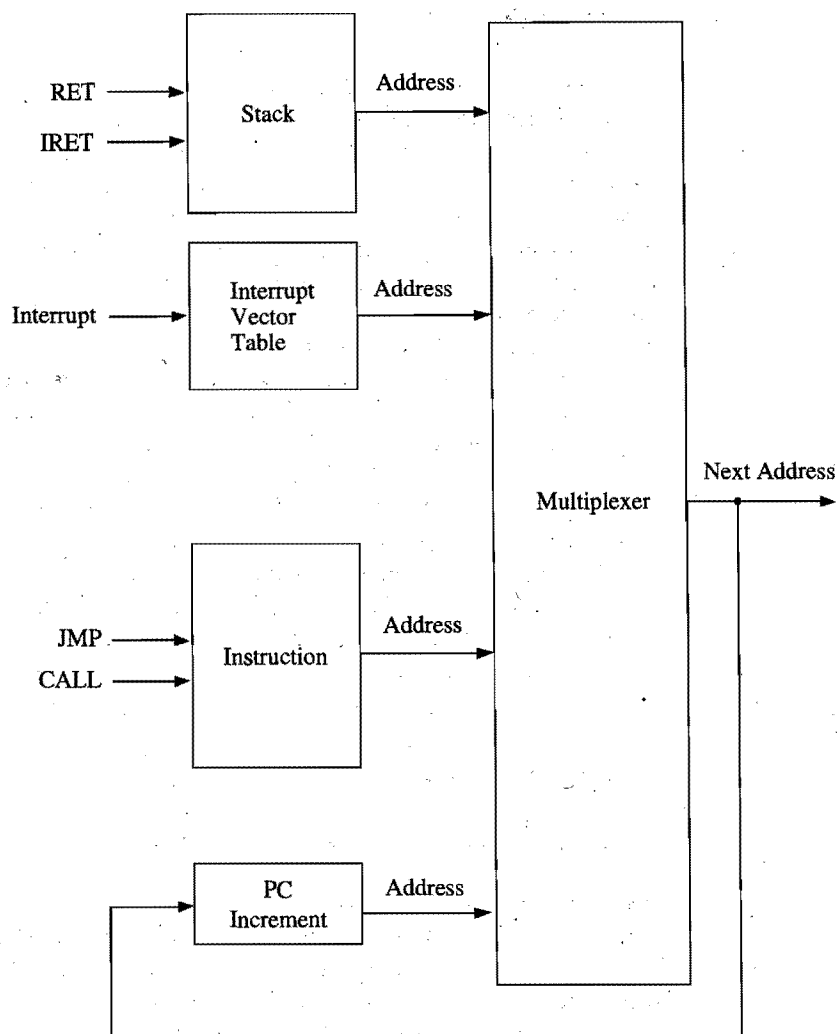 RET
IRET
Stack
Address
Interrupt
Interrupt
Vector
Table
Address
JMP
CALL
Instruction
Address
PC
Increment
Address
Multiplexer
Next Address